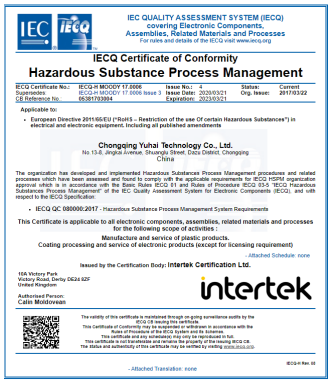 IEC QUALITY ASSESSMENT SYSTEM (IECQ)
covering Electronic Components,
Assemblies, Related Materials and Processes
For rules and details of the IECQ visit www.iecq.org
IEC IECQ
IECQ Certificate of Conformity
Hazardous Substance Process Management
IECQ Certificate No.: IECQ-H MOODY 17.0006 Issue No.: 4 Status: Current
Supersedes IECQ-H MOODY 17.0006 Issue 3 Issue Date: 2020/03/21 Org. Issue: 2017/03/22
CB Reference No.: 05381703004 Expiration: 2023/03/21
Applicable to:
• European Directive 2011/65/EU ("RoHS – Restriction of the use Of certain Hazardous Substances") in
electrical and electronic equipment. Including all published amendments
Chongqing Yuhai Technology Co., Ltd.
No.13-8, Jingkai Avenue, Shuanglu Street, Dazu District, Chongqing
China
The organization has developed and implemented Hazardous Substance Process Management procedures and related
processes which have been assessed and found to comply with the applicable requirements for IECQ HSPM organization
approval which is in accordance with the Basic Rules IECQ 01 and Rules of Procedure IECQ 03-5 "IECQ Hazardous
Substances Process Management" of the IEC Quality Assessment System for Electronic Components (IECQ), and with
respect to the IECQ Specification:
• IECQ QC 080000:2017 - Hazardous Substance Process Management System Requirements
This Certificate is applicable to all electronic components, assemblies, related materials and processes
for the following scope of activities :
Manufacture and service of plastic products.
Coating processing and service of electronic products (except for licensing requirement)
- Attached Schedule: none
Issued by the Certification Body: Intertek Certification Ltd.
10A Victory Park
Victory Road, Derby DE24 8ZF
United Kingdom
intertek
Authorised Person:
Calin Moldovean
The validity of this certificate is maintained through on-going surveillance audits by the
IECQ CB issuing this certificate.
This Certificate of Conformity may be suspended or withdrawn in accordance with the
Rules of Procedure of the IECQ System and its Schemes.
This certificate and any schedule(s) may only be reproduced in full.
This certificate is not transferable and remains the property of the issuing IECQ CB.
The status and authenticity of this certificate may be verified by visiting www.iecq.org.
IECQ-H Rev.
- Attached Translation: none